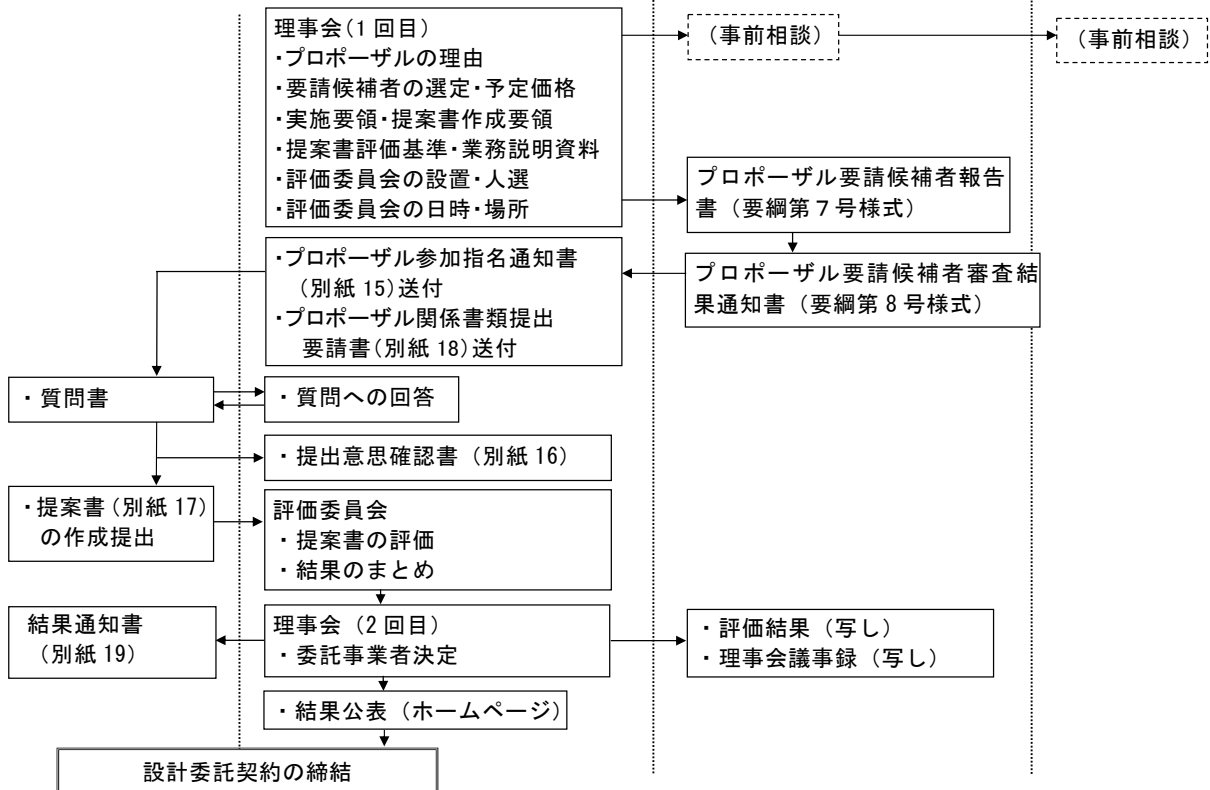 理事会(1回目)
・プロポーザルの理由
・要請候補者の選定・予定価格
・実施要領・提案書作成要領
・提案書評価基準・業務説明資料
・評価委員会の設置・人選
・評価委員会の日時・場所
（事前相談）
（事前相談）
プロポーザル要請候補者報告
書（要綱第７号様式）
・プロポーザル参加指名通知書
(別紙15)送付
・プロポーザル関係書類提出
要請書(別紙18)送付
プロポーザル要請候補者審査結
果通知書（要綱第8号様式）
・質問書
・質問への回答
・提出意思確認書（別紙16）
・提案書(別紙17)
の作成提出
評価委員会
・提案書の評価
・結果のまとめ
結果通知書
（別紙19）
理事会（2回目）
・委託事業者決定
・評価結果（写し）
・理事会議事録（写し）
・結果公表（ホームページ）
設計委託契約の締結